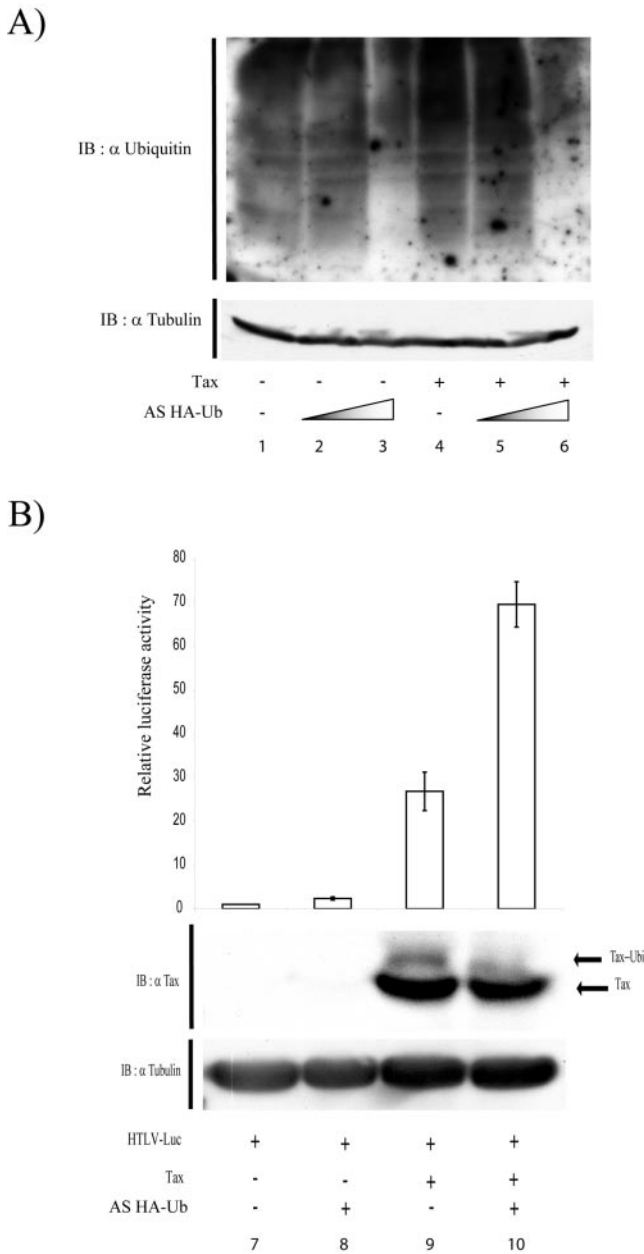 A)
IB : α Ubiquitin
IB : α Tubulin
Tax - - - + + +
AS HA-Ub - -
1 2 3 4 5 6
B)
Relative luciferase activity
80
70
60
50
40
30
20
10
0
Tax–Ubi
IB : α Tax
Tax
IB : α Tubulin
HTLV-Luc + + + +
Tax - - + +
AS HA-Ub - + - +
7 8 9 10